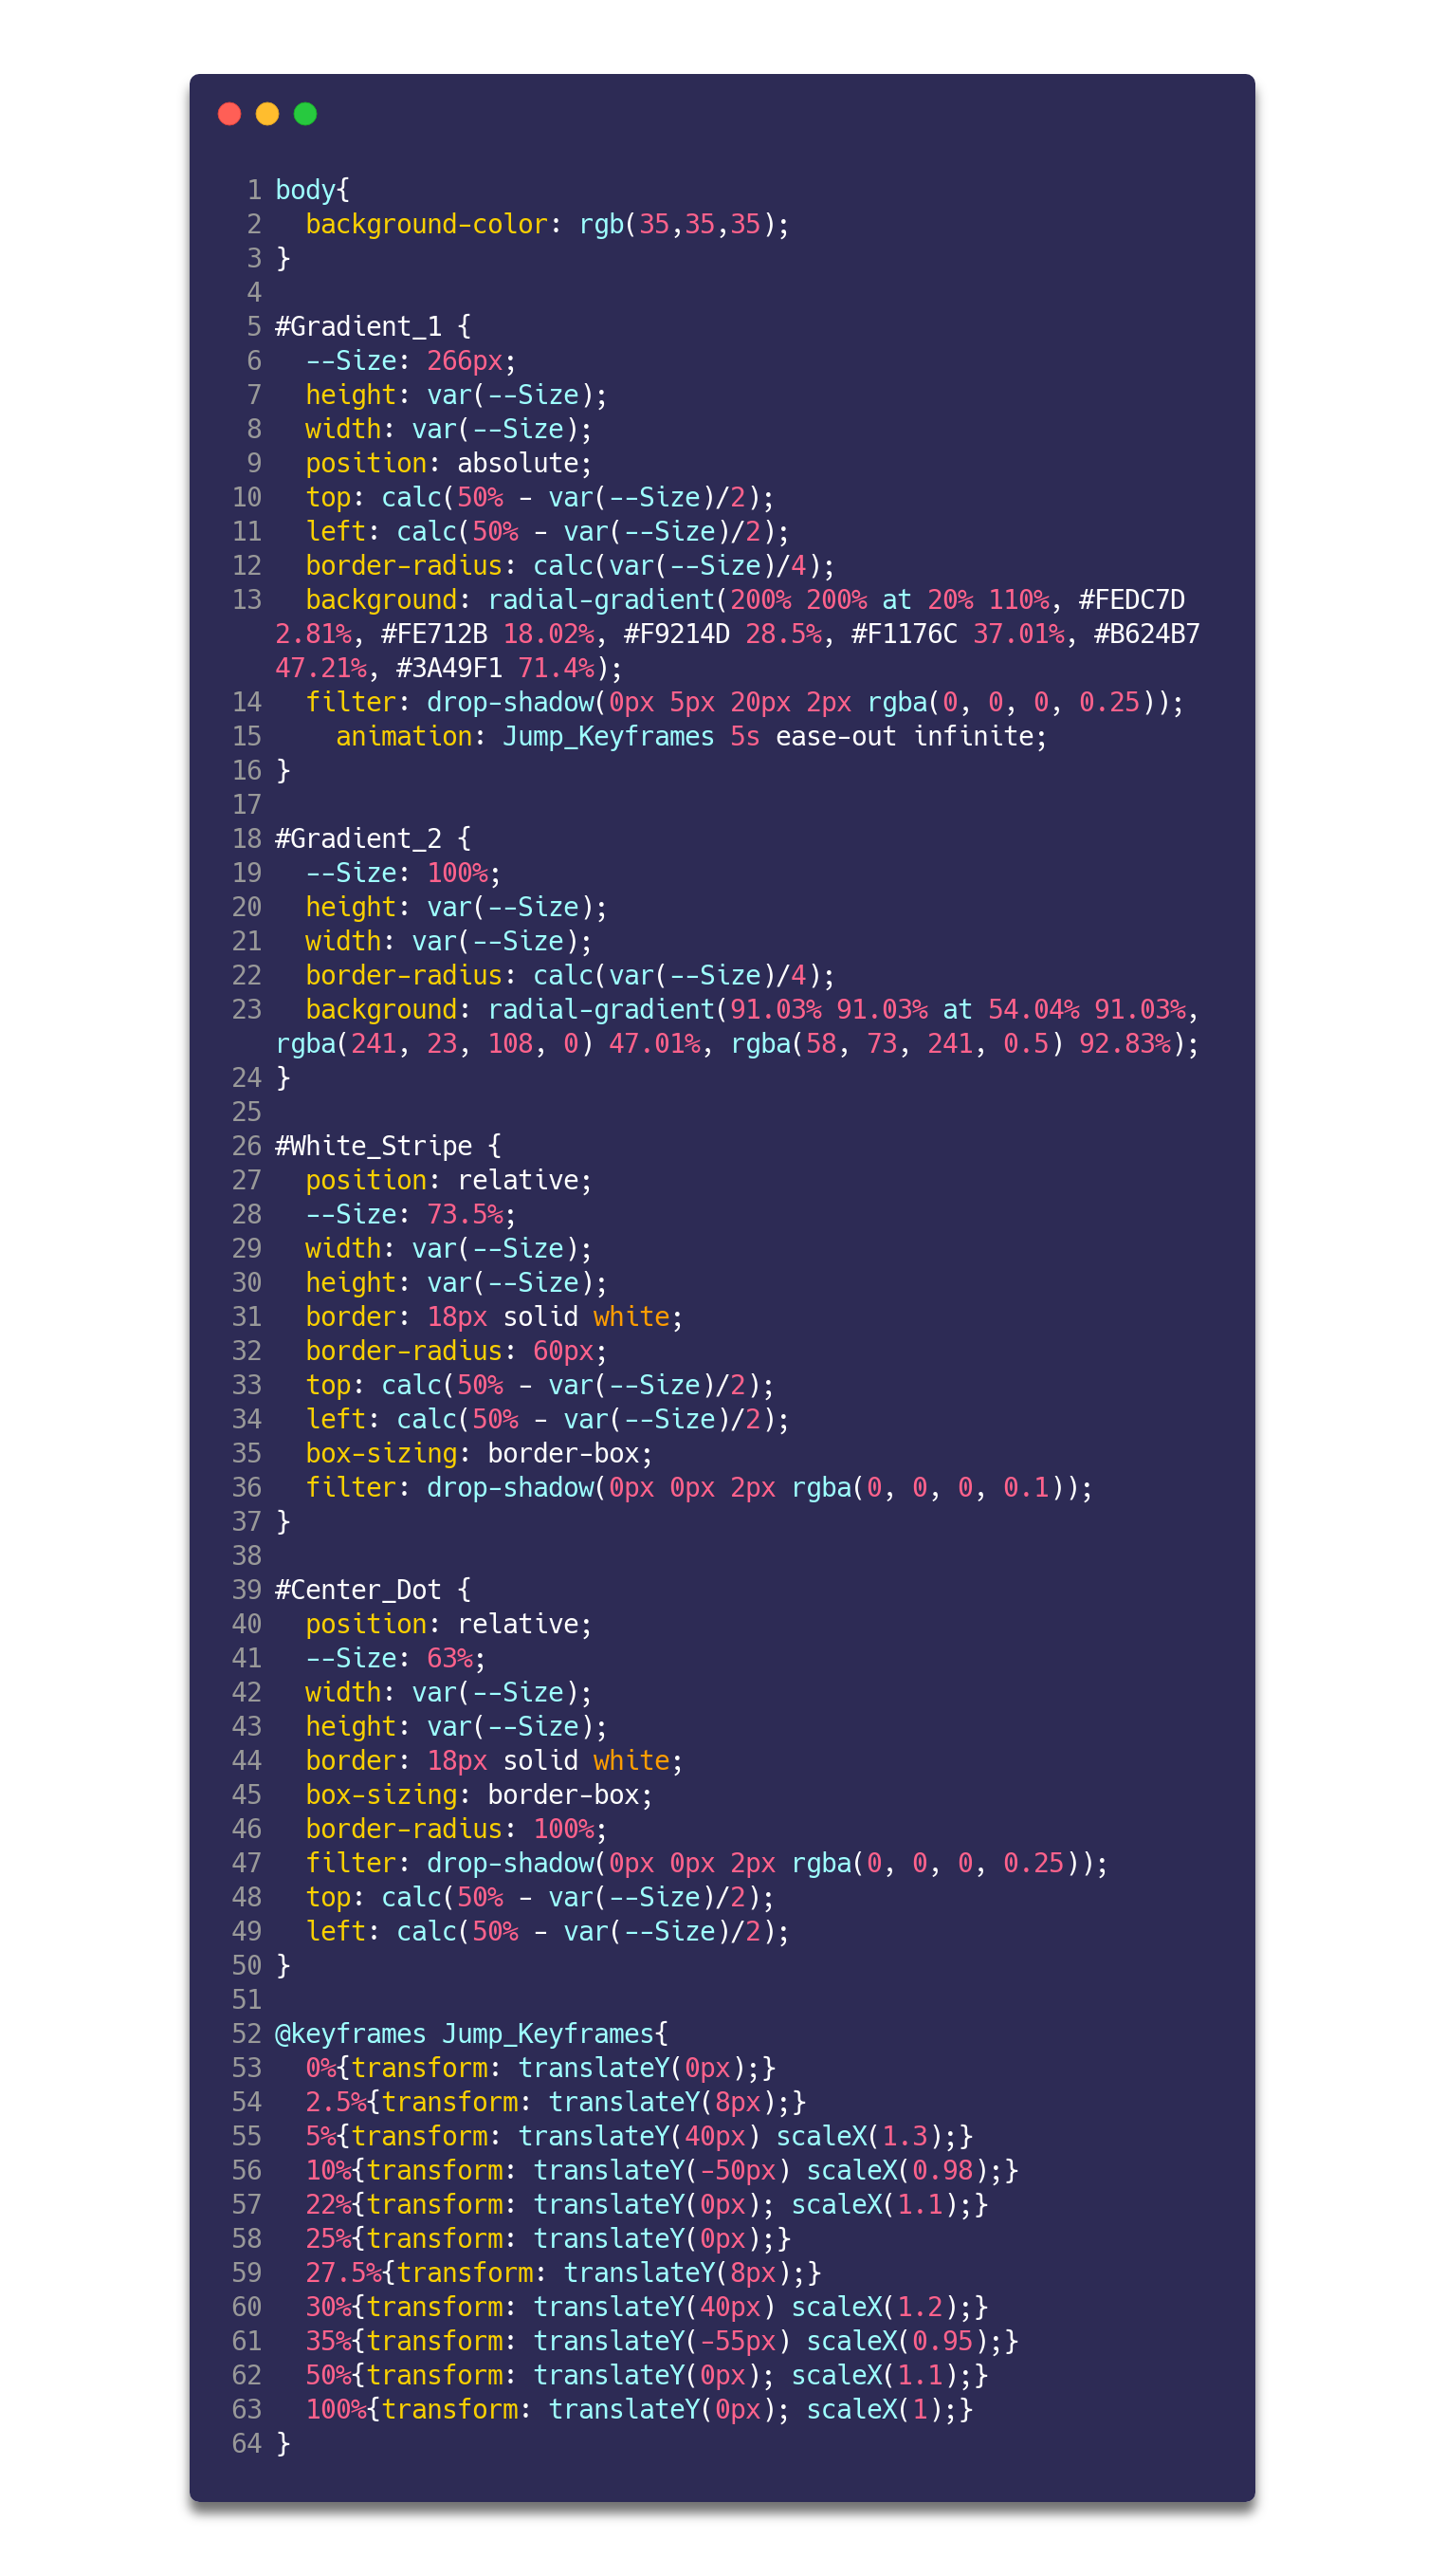 1 body{
2   background-color: rgb(35,35,35);
3 }
4
5 #Gradient_1 {
6   --Size: 266px;
7   height: var(--Size);
8   width: var(--Size);
9   position: absolute;
10   top: calc(50% - var(--Size)/2);
11   left: calc(50% - var(--Size)/2);
12   border-radius: calc(var(--Size)/4);
13   background: radial-gradient(200% 200% at 20% 110%, #FEDC7D
2.81%, #FE712B 18.02%, #F9214D 28.5%, #F1176C 37.01%, #B624B7
47.21%, #3A49F1 71.4%);
14   filter: drop-shadow(0px 5px 20px 2px rgba(0, 0, 0, 0.25));
15     animation: Jump_Keyframes 5s ease-out infinite;
16 }
17
18 #Gradient_2 {
19   --Size: 100%;
20   height: var(--Size);
21   width: var(--Size);
22   border-radius: calc(var(--Size)/4);
23   background: radial-gradient(91.03% 91.03% at 54.04% 91.03%,
rgba(241, 23, 108, 0) 47.01%, rgba(58, 73, 241, 0.5) 92.83%);
24 }
25
26 #White_Stripe {
27   position: relative;
28   --Size: 73.5%;
29   width: var(--Size);
30   height: var(--Size);
31   border: 18px solid white;
32   border-radius: 60px;
33   top: calc(50% - var(--Size)/2);
34   left: calc(50% - var(--Size)/2);
35   box-sizing: border-box;
36   filter: drop-shadow(0px 0px 2px rgba(0, 0, 0, 0.1));
37 }
38
39 #Center_Dot {
40   position: relative;
41   --Size: 63%;
42   width: var(--Size);
43   height: var(--Size);
44   border: 18px solid white;
45   box-sizing: border-box;
46   border-radius: 100%;
47   filter: drop-shadow(0px 0px 2px rgba(0, 0, 0, 0.25));
48   top: calc(50% - var(--Size)/2);
49   left: calc(50% - var(--Size)/2);
50 }
51
52 @keyframes Jump_Keyframes{
53   0%{transform: translateY(0px);}
54   2.5%{transform: translateY(8px);}
55   5%{transform: translateY(40px) scaleX(1.3);}
56   10%{transform: translateY(-50px) scaleX(0.98);}
57   22%{transform: translateY(0px); scaleX(1.1);}
58   25%{transform: translateY(0px);}
59   27.5%{transform: translateY(8px);}
60   30%{transform: translateY(40px) scaleX(1.2);}
61   35%{transform: translateY(-55px) scaleX(0.95);}
62   50%{transform: translateY(0px); scaleX(1.1);}
63   100%{transform: translateY(0px); scaleX(1);}
64 }